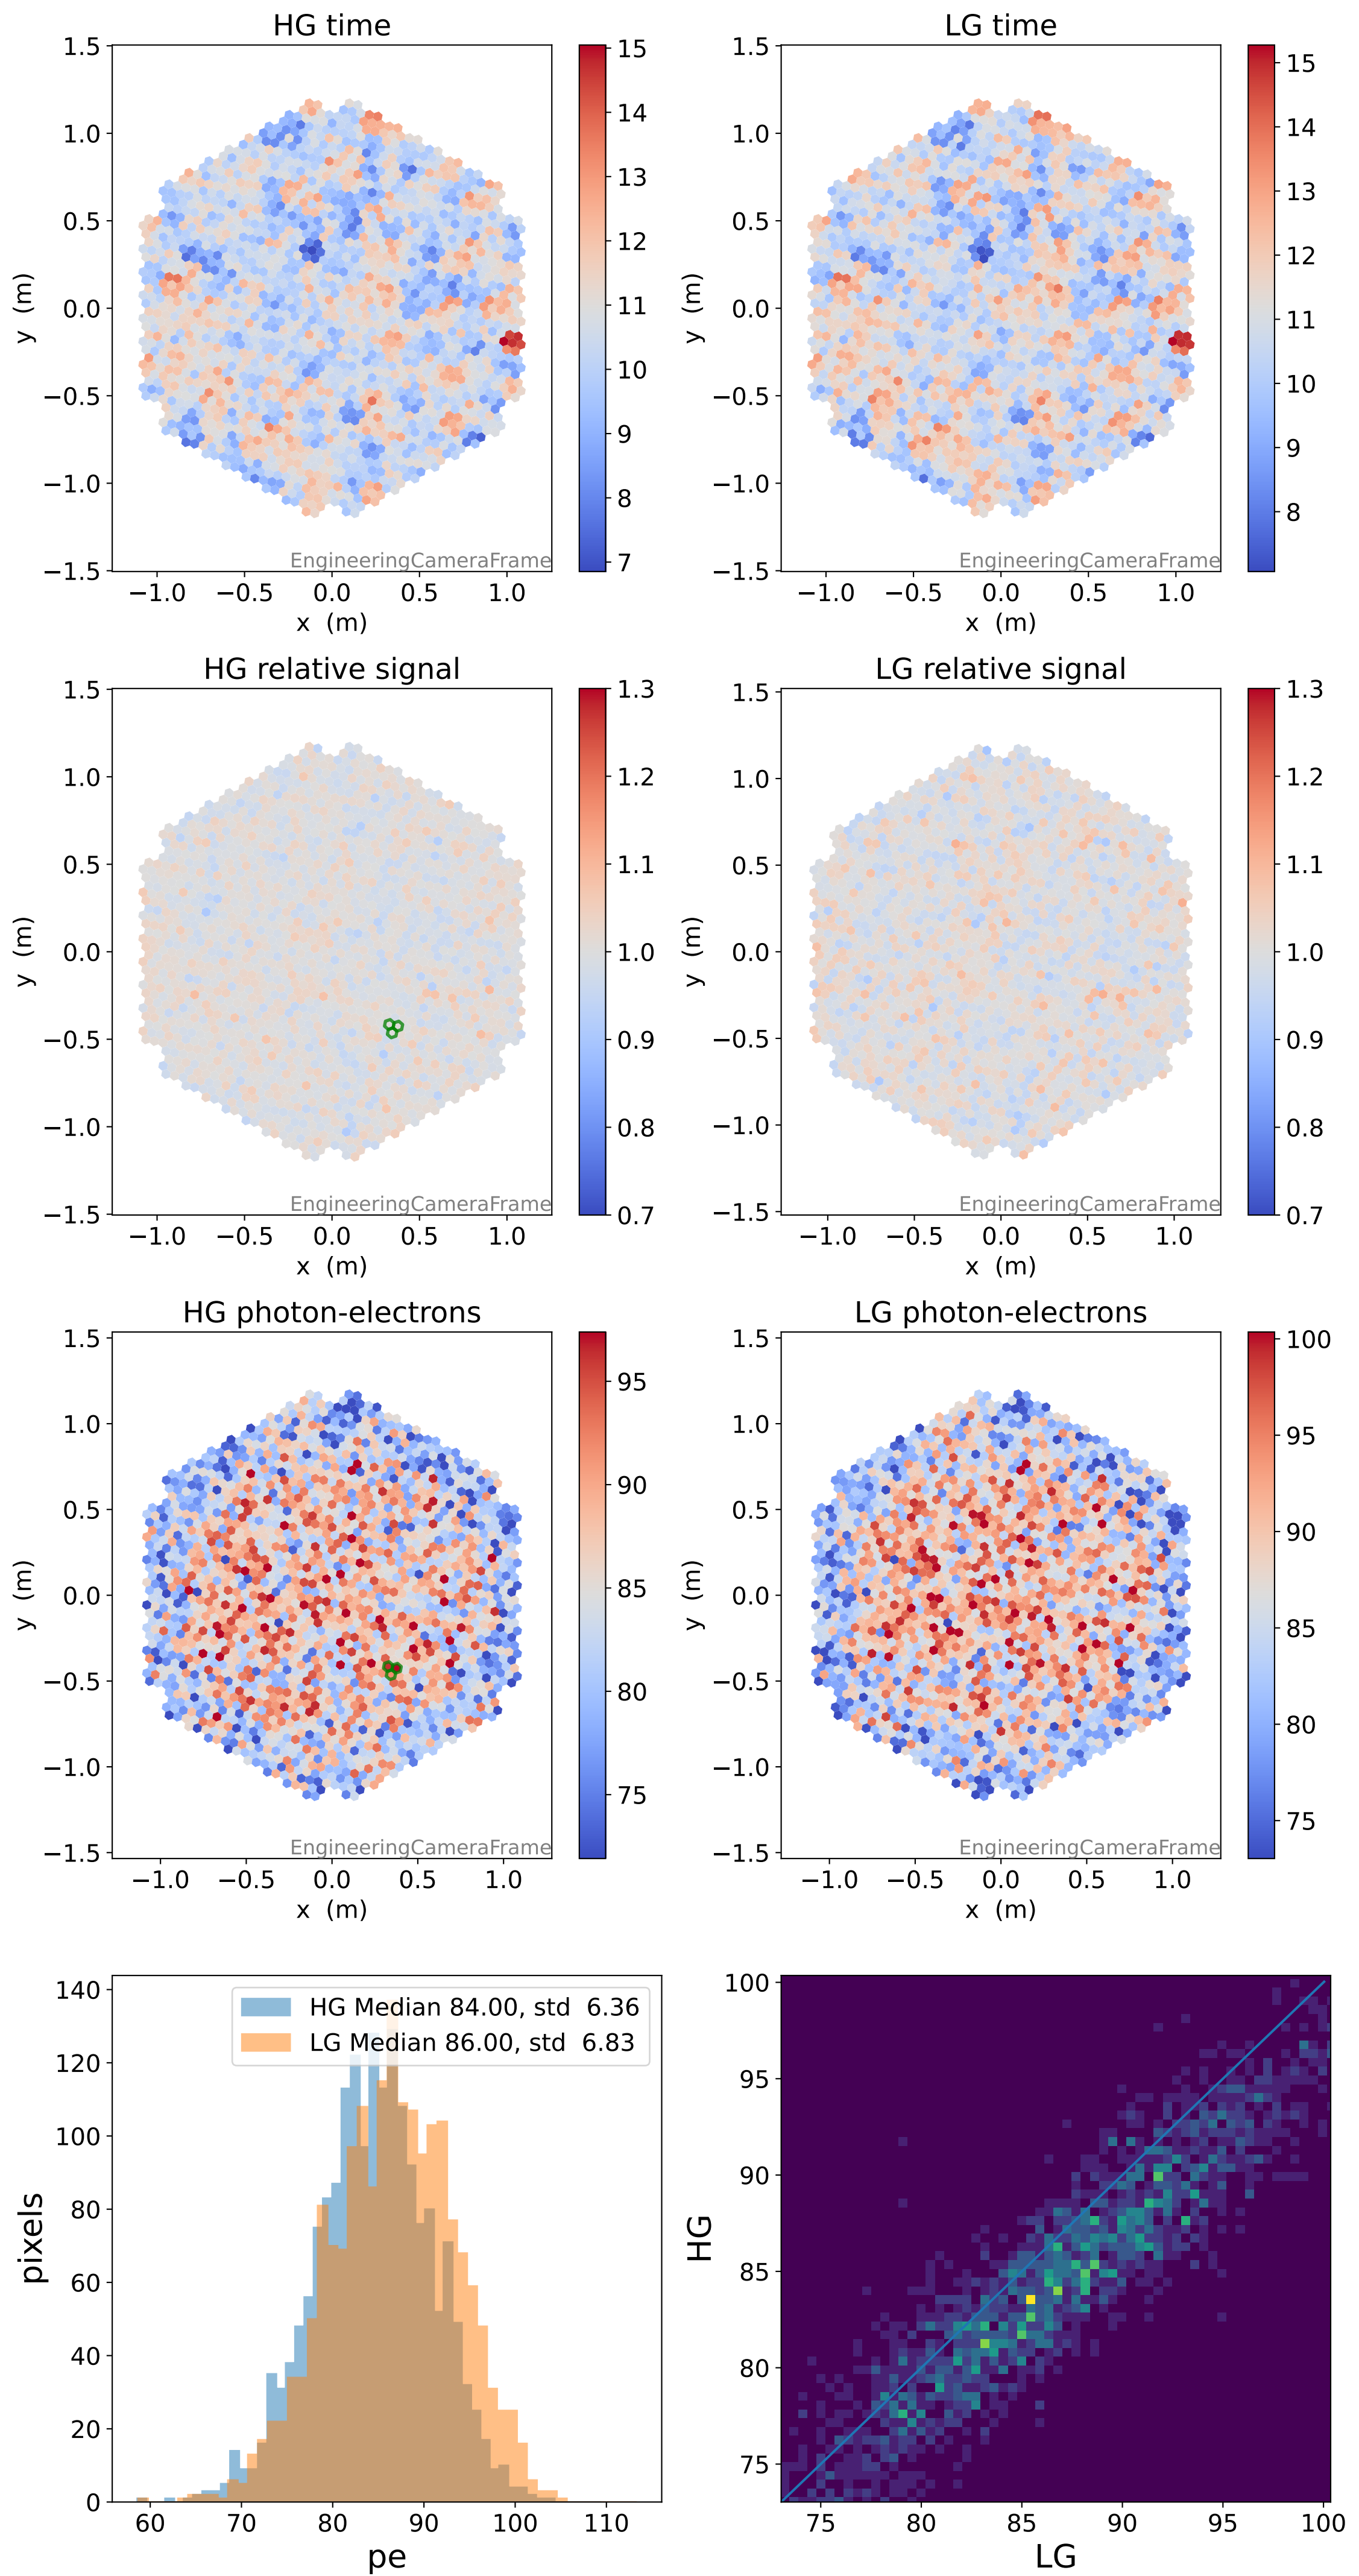 HG time
LG time
1.5
1.0
0.5
0.0
−0.5
−1.0
−1.5
y (m)
−1.0 −0.5 0.0 0.5 1.0
x (m)
EngineeringCameraFrame
15
14
13
12
11
10
9
8
7
1.5
1.0
0.5
0.0
−0.5
−1.0
−1.5
y (m)
−1.0 −0.5 0.0 0.5 1.0
x (m)
EngineeringCameraFrame
15
14
13
12
11
10
9
8
HG relative signal
LG relative signal
1.5
1.0
0.5
0.0
−0.5
−1.0
−1.5
y (m)
−1.0 −0.5 0.0 0.5 1.0
x (m)
EngineeringCameraFrame
1.3
1.2
1.1
1.0
0.9
0.8
0.7
1.5
1.0
0.5
0.0
−0.5
−1.0
−1.5
y (m)
−1.0 −0.5 0.0 0.5 1.0
x (m)
EngineeringCameraFrame
1.3
1.2
1.1
1.0
0.9
0.8
0.7
HG photon-electrons
LG photon-electrons
1.5
1.0
0.5
0.0
−0.5
−1.0
−1.5
y (m)
−1.0 −0.5 0.0 0.5 1.0
x (m)
EngineeringCameraFrame
95
90
85
80
75
1.5
1.0
0.5
0.0
−0.5
−1.0
−1.5
y (m)
−1.0 −0.5 0.0 0.5 1.0
x (m)
EngineeringCameraFrame
100
95
90
85
80
75
HG Median 84.00, std 6.36
LG Median 86.00, std 6.83
140
120
100
80
60
40
20
0
pixels
60 70 80 90 100 110
pe
100
95
90
85
80
75
HG
75 80 85 90 95 100
LG